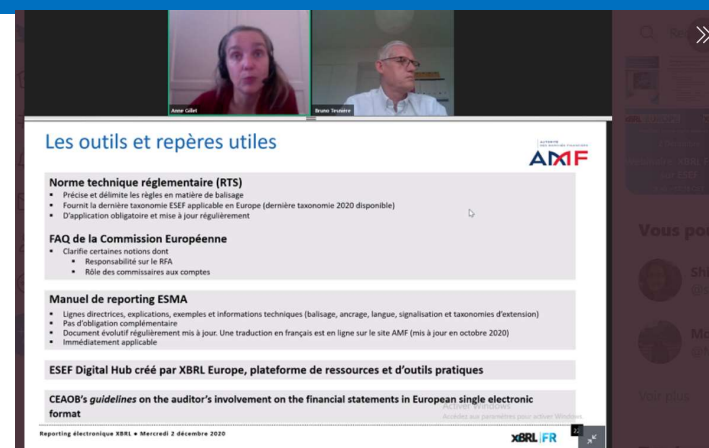 Anne Gillet
Bruno Tesnière
Les outils et repères utiles
AMF
Norme technique réglementaire (RTS)
▪ Précise et délimite les règles en matière de balisage
▪ Fournit la dernière taxonomie ESEF applicable en Europe (dernière taxonomie 2020 disponible)
▪ D'application obligatoire et mise à jour régulièrement
FAQ de la Commission Européenne
▪ Clarifie certaines notions dont
▪ Responsabilité sur le RFA
▪ Rôle des commissaires aux comptes
Manuel de reporting ESMA
▪ Lignes directrices, explications, exemples et informations techniques (balisage, ancrage, langue, signalisation et taxonomies d'extension)
▪ Pas d'obligation complémentaire
▪ Document évolutif régulièrement mis à jour. Une traduction en français est en ligne sur le site AMF (mis à jour en octobre 2020)
▪ Immédiatement applicable
ESEF Digital Hub créé par XBRL Europe, plateforme de ressources et d'outils pratiques
CEAOB's guidelines on the auditor's involvement on the financial statements in European single electronic
format
Activer Windows
Accédez aux paramètres pour activer Windows.
Reporting électronique XBRL • Mercredi 2 décembre 2020
XBRL FR
Vous po
Voir plus